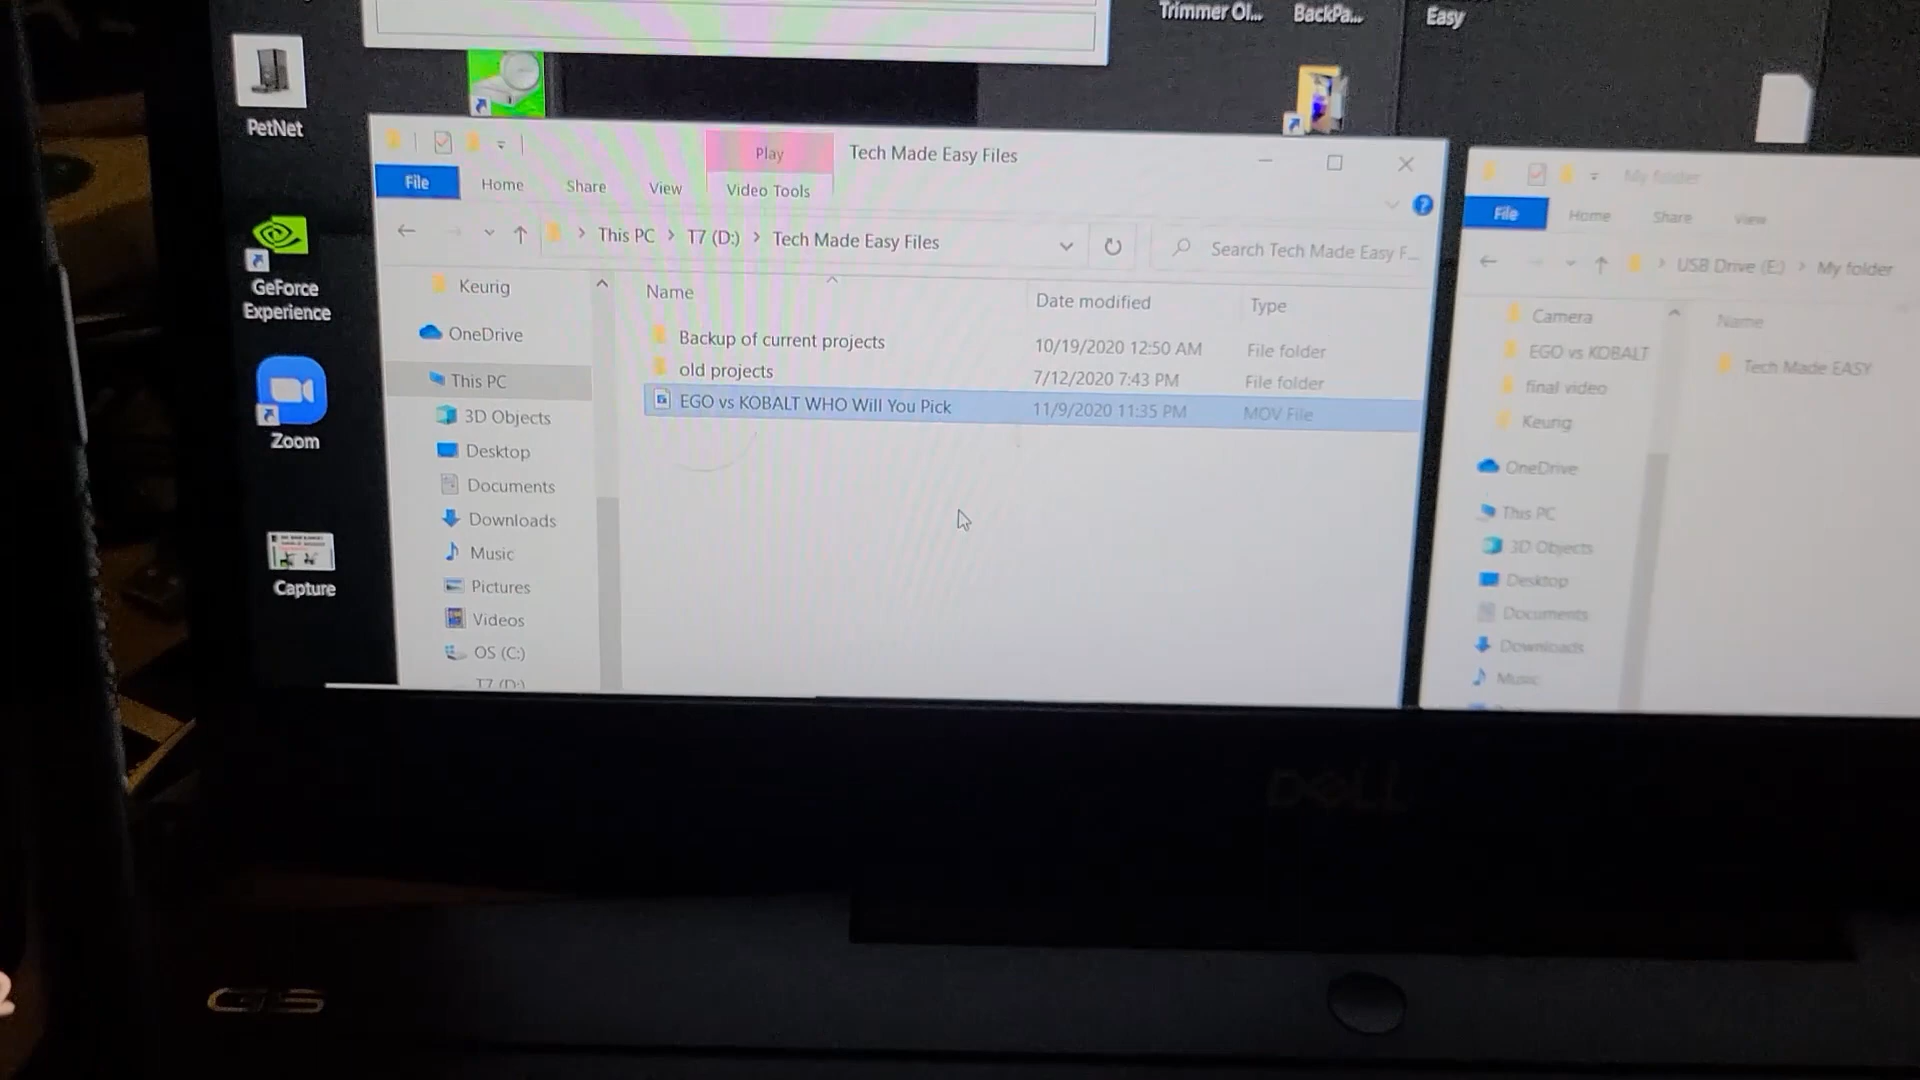 Trimmer Ol...
BackPa...
Easy
PetNet
GeForce
Experience
Zoom
Capture
Play
Tech Made Easy Files
File
Home
Share
View
Video Tools
This PC > T7 (D:) > Tech Made Easy Files
Search Tech Made Easy F...
Keurig
OneDrive
This PC
3D Objects
Desktop
Documents
Downloads
Music
Pictures
Videos
OS (C:)
T7 (D:)
Name
Date modified
Type
Backup of current projects
10/19/2020 12:50 AM
File folder
old projects
7/12/2020 7:43 PM
File folder
EGO vs KOBALT WHO Will You Pick
11/9/2020 11:35 PM
MOV File
My folder
File
Home
Share
View
USB Drive (E:) > My folder
Camera
EGO vs KOBALT
final video
Keurig
OneDrive
This PC
3D Objects
Desktop
Documents
Downloads
Music
Name
Tech Made EASY
DELL
G5